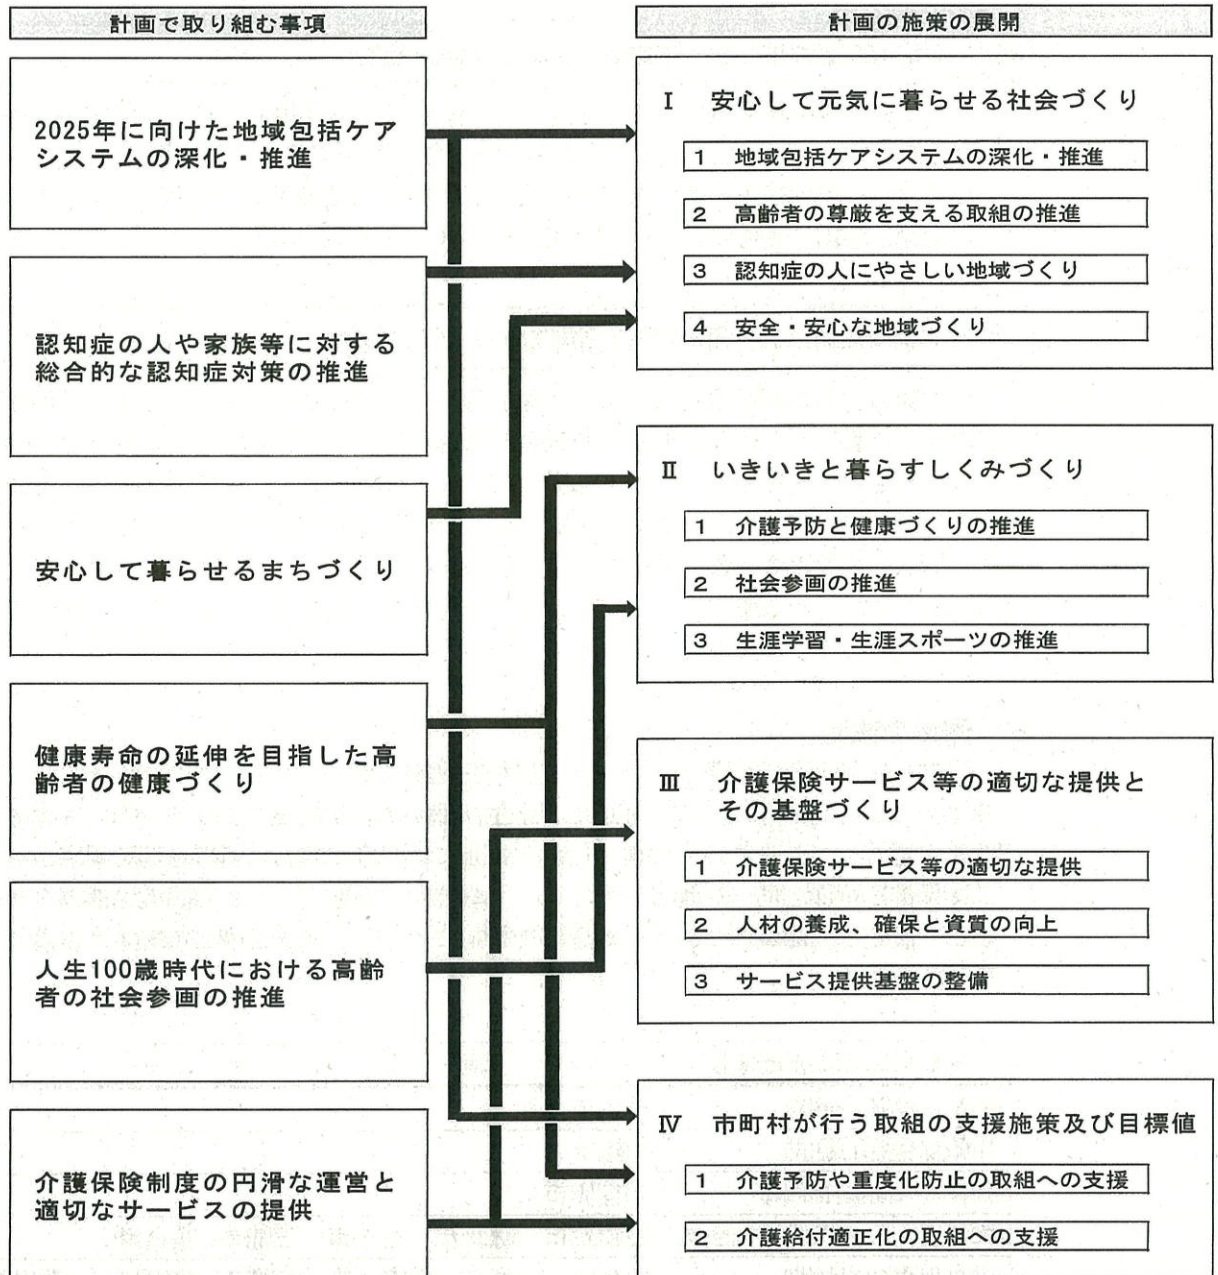 計画で取り組む事項
2025年に向けた地域包括ケア
システムの深化・推進
認知症の人や家族等に対する
総合的な認知症対策の推進
安心して暮らせるまちづくり
健康寿命の延伸を目指した高
齢者の健康づくり
人生100歳時代における高齢
者の社会参画の推進
介護保険制度の円滑な運営と
適切なサービスの提供
計画の施策の展開
Ⅰ 安心して元気に暮らせる社会づくり
1 地域包括ケアシステムの深化・推進
2 高齢者の尊厳を支える取組の推進
3 認知症の人にやさしい地域づくり
4 安全・安心な地域づくり
Ⅱ いきいきと暮らすしくみづくり
1 介護予防と健康づくりの推進
2 社会参画の推進
3 生涯学習・生涯スポーツの推進
Ⅲ 介護保険サービス等の適切な提供と
その基盤づくり
1 介護保険サービス等の適切な提供
2 人材の養成、確保と資質の向上
3 サービス提供基盤の整備
Ⅳ 市町村が行う取組の支援施策及び目標値
1 介護予防や重度化防止の取組への支援
2 介護給付適正化の取組への支援